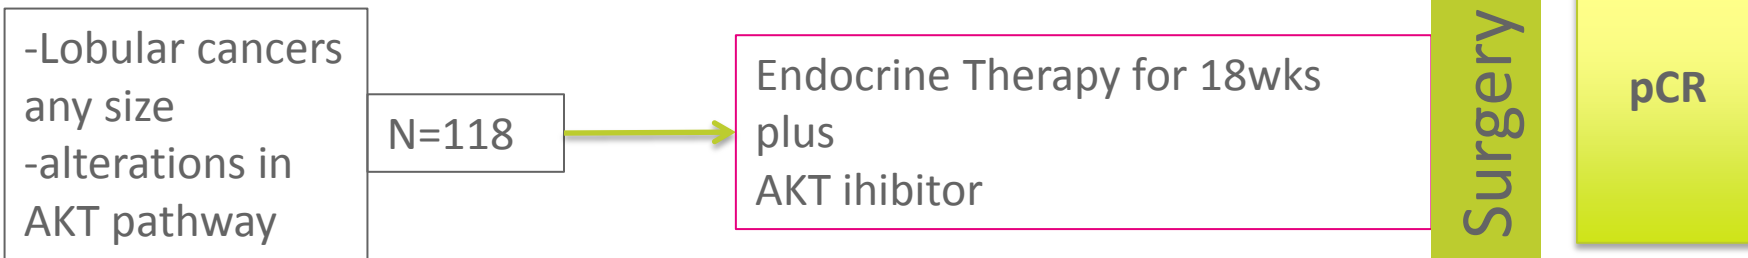 -Lobular cancers
any size
-alterations in
AKT pathway
N=118
Endocrine Therapy for 18wks
plus
AKT ihibitor
Surgery
pCR